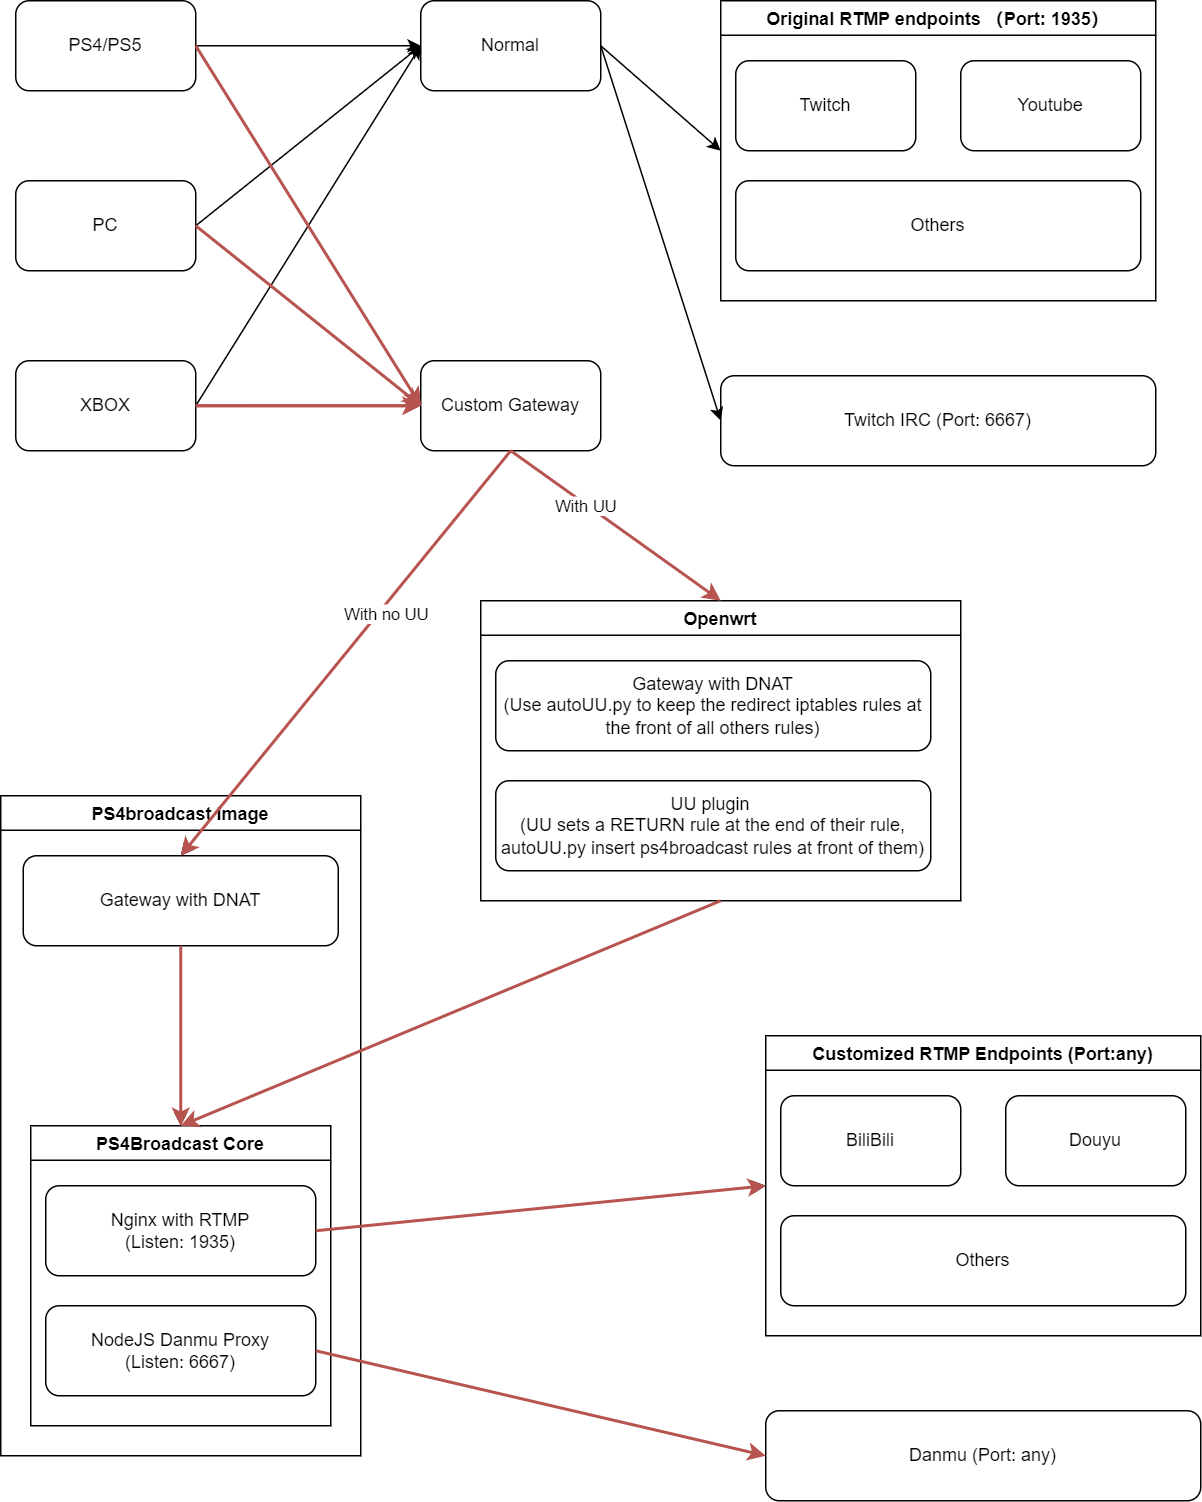 PS4/PS5
Normal
Original RTMP endpoints （Port: 1935）
Twitch
Youtube
PC
Others
XBOX
Custom Gateway
Twitch IRC (Port: 6667)
With UU
With no UU
Openwrt
Gateway with DNAT
(Use autoUU.py to keep the redirect iptables rules at
the front of all others rules)
UU plugin
(UU sets a RETURN rule at the end of their rule,
autoUU.py insert ps4broadcast rules at front of them)
PS4broadcast image
Gateway with DNAT
PS4Broadcast Core
Nginx with RTMP
(Listen: 1935)
NodeJS Danmu Proxy
(Listen: 6667)
Customized RTMP Endpoints (Port:any)
BiliBili
Douyu
Others
Danmu (Port: any)